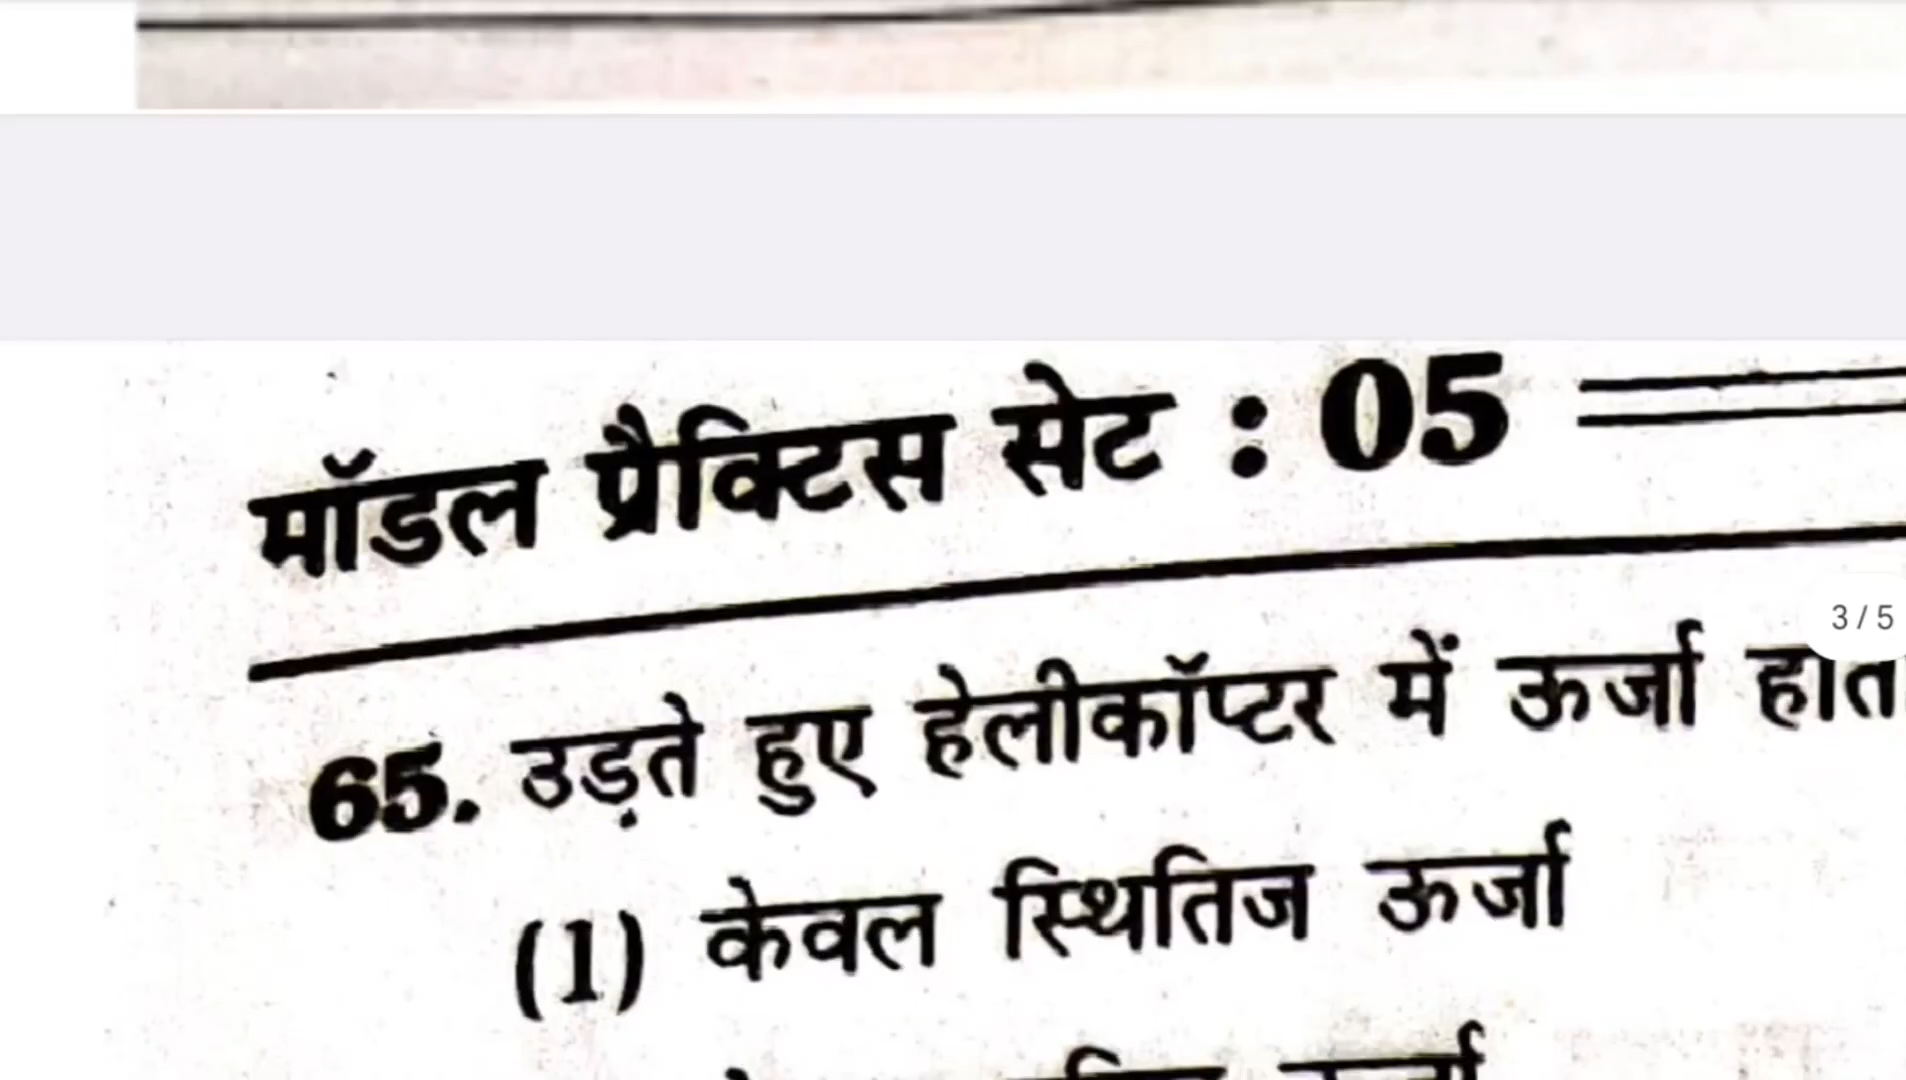 मॉडल प्रैक्टिस सेट : 05
3 / 5
65. उड़ते हुए हेलीकॉप्टर में ऊर्जा
(1) केवल स्थितिज ऊर्जा